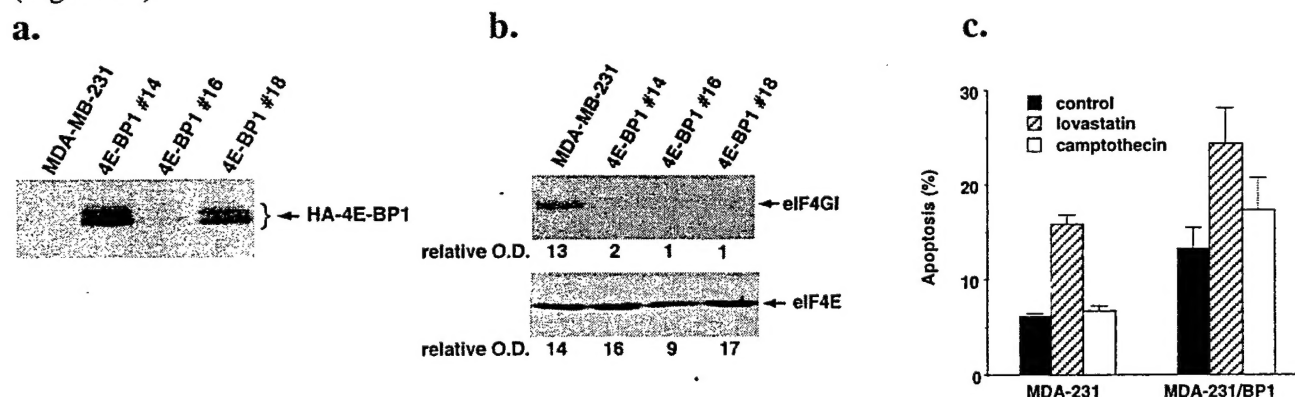 a.
MDA-MB-231
4E-BP1 #14
4E-BP1 #16
4E-BP1 #18
HA-4E-BP1
b.
MDA-MB-231
4E-BP1 #14
4E-BP1 #16
4E-BP1 #18
eIF4GI
relative O.D. 13 2 1 1
eIF4E
relative O.D. 14 16 9 17
c.
30
20
10
0
Apoptosis (%)
control
lovastatin
camptothecin
MDA-231 MDA-231/BP1